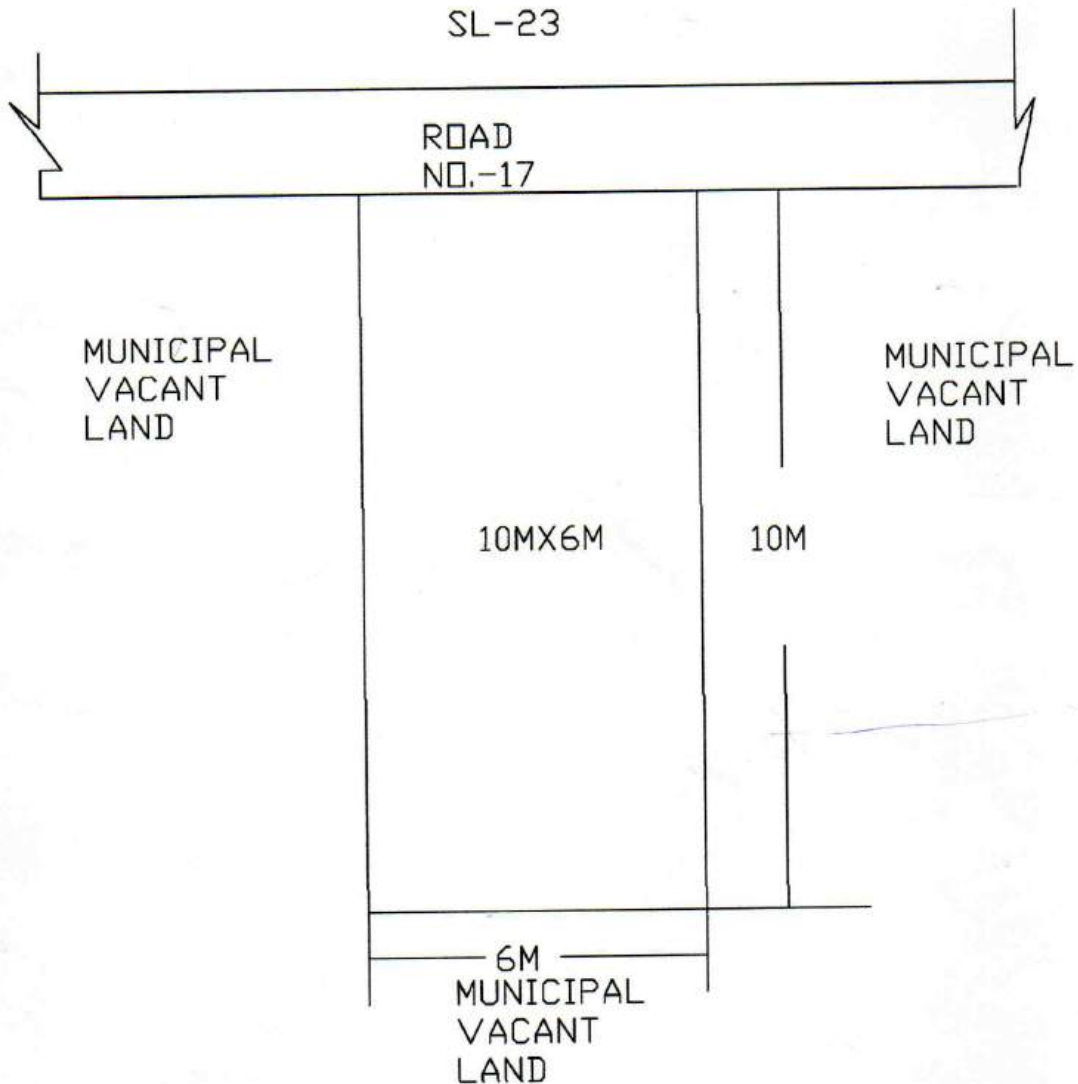 SL-23
ROAD
NO.-17
MUNICIPAL
VACANT
LAND
MUNICIPAL
VACANT
LAND
10MX6M
10M
6M
MUNICIPAL
VACANT
LAND